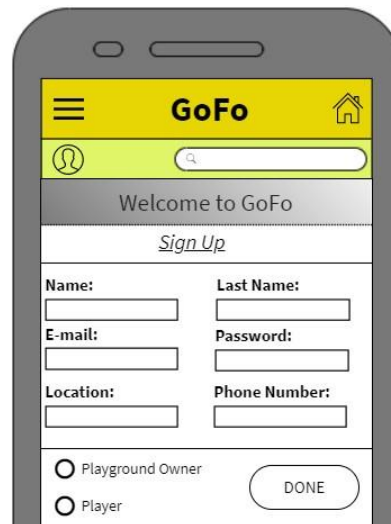 GoFo
Welcome to GoFo
Sign Up
Name: Last Name:
E-mail: Password:
Location: Phone Number:
Playground Owner
DONE
Player